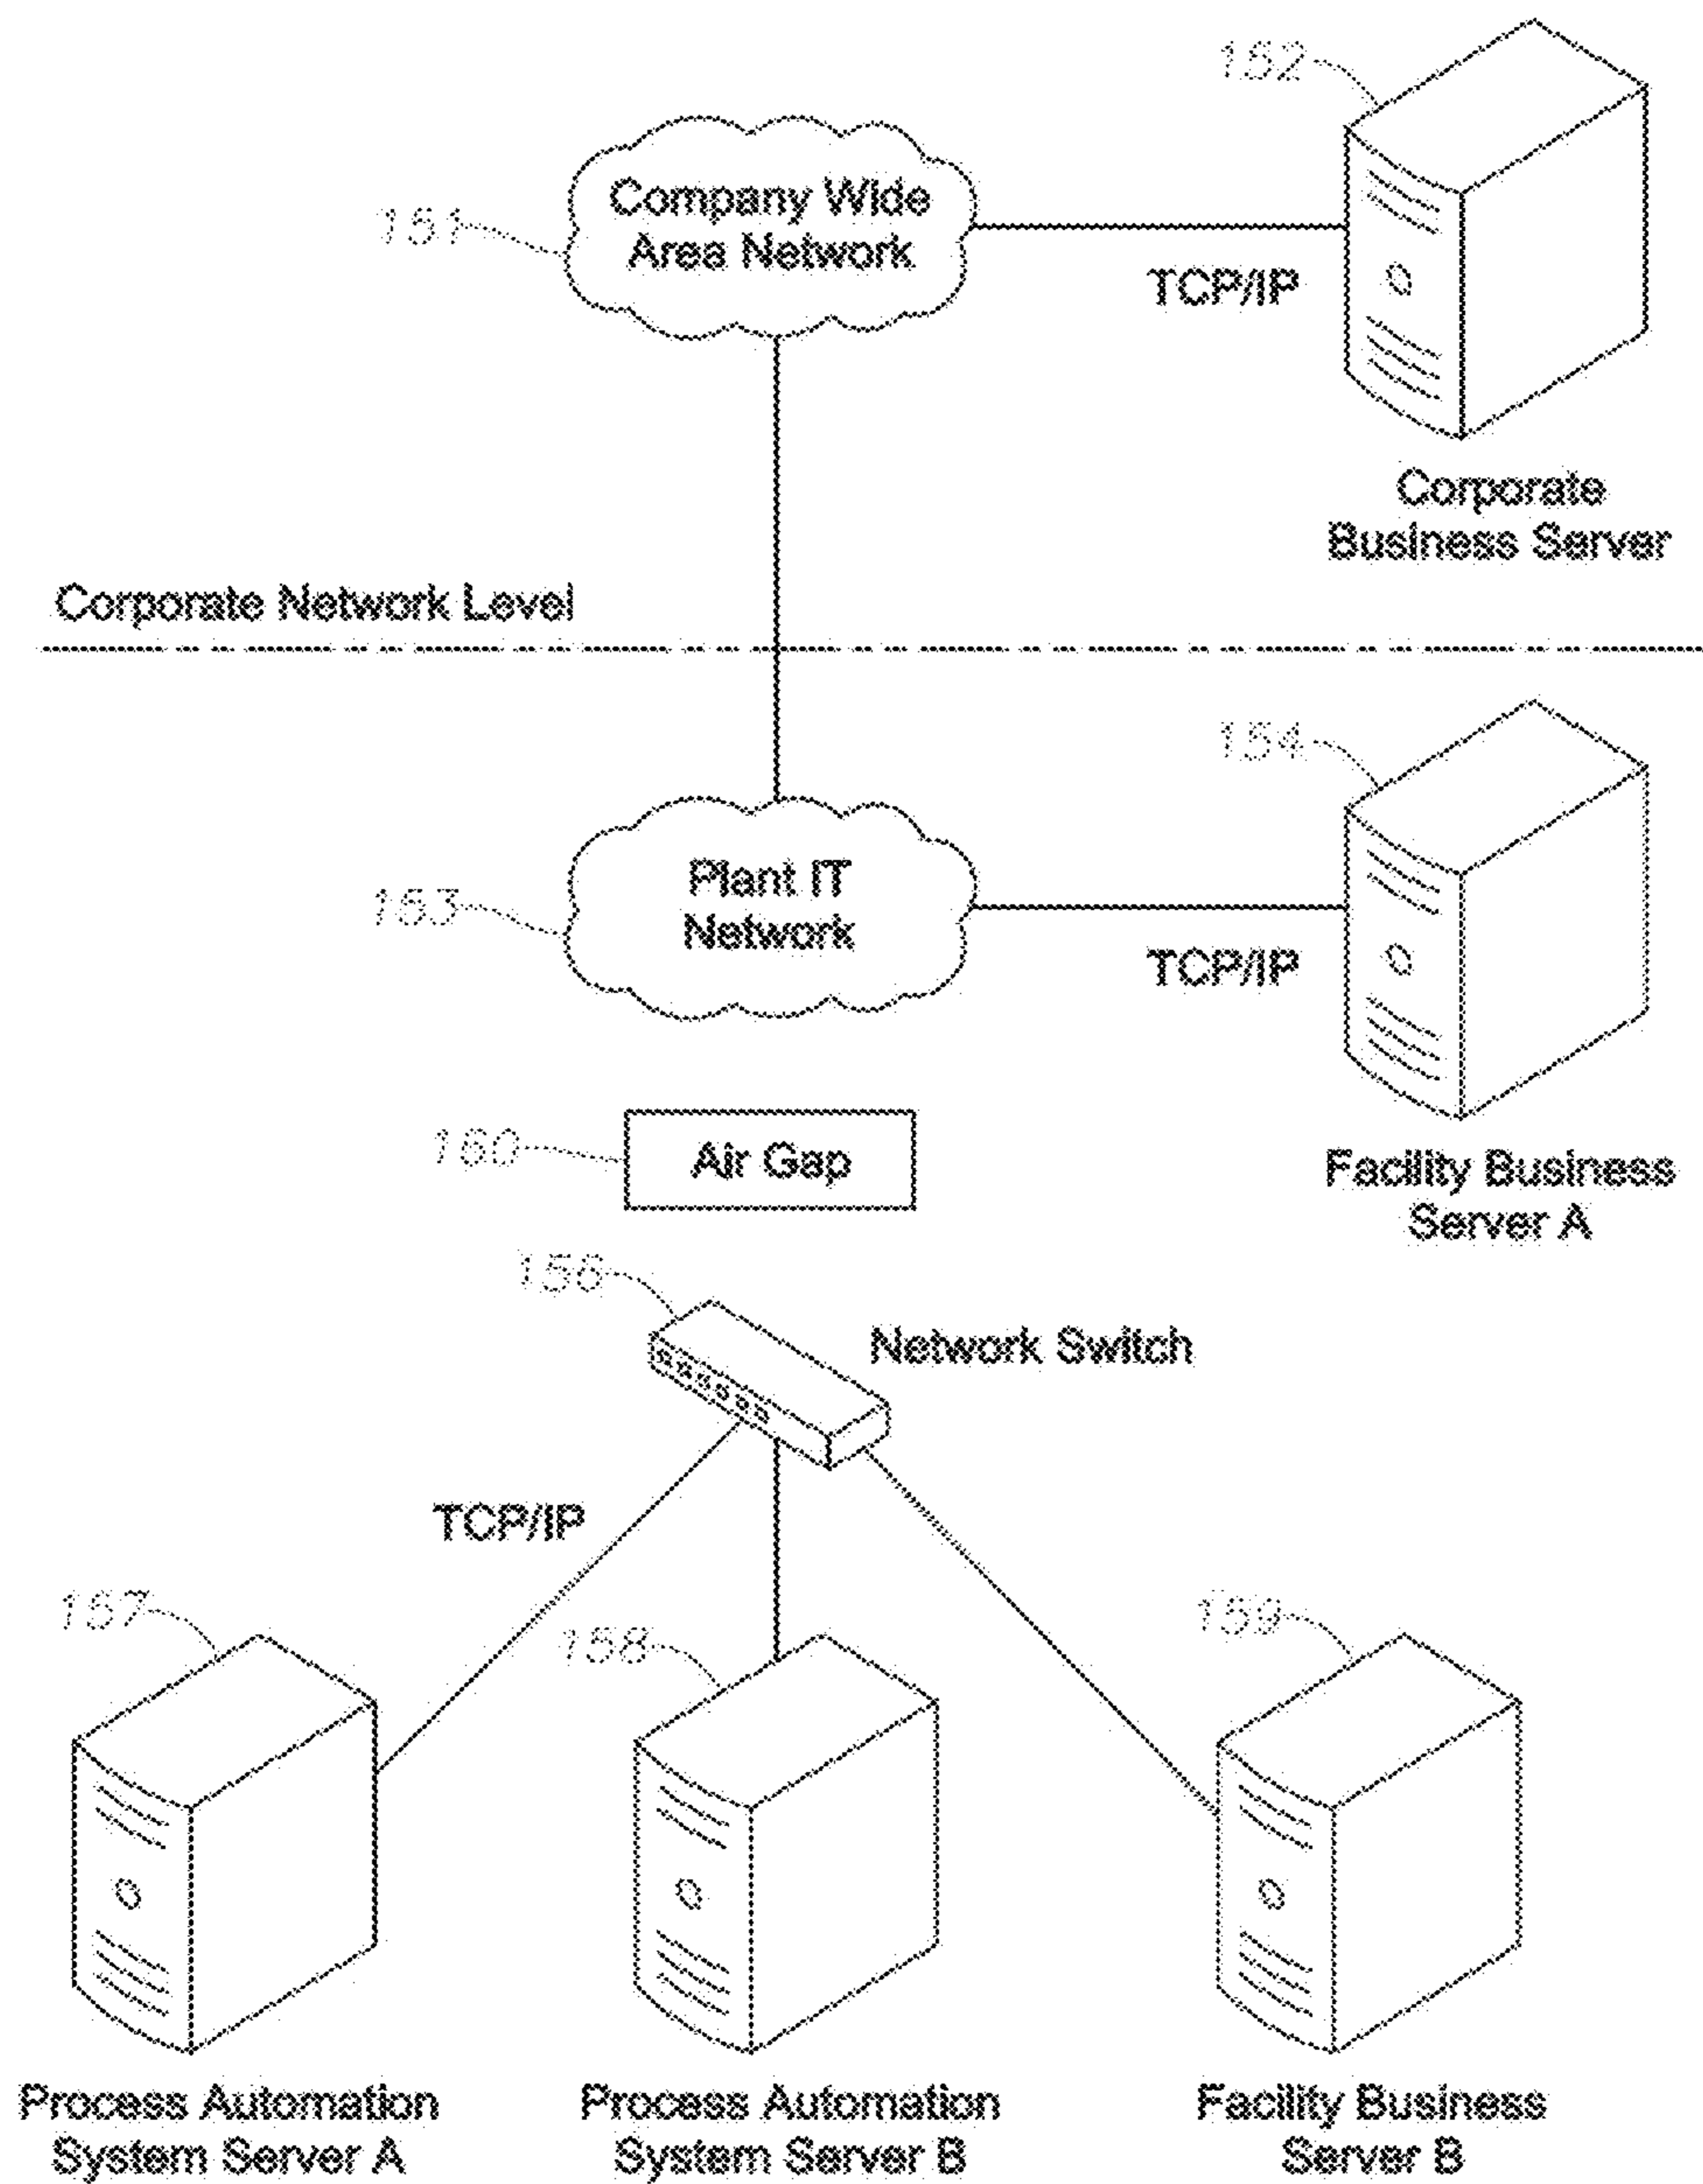 152
Company Wide
Area Network
151
TCP/IP
Corporate
Business Server
Corporate Network Level
154
Plant IT
Network
153
TCP/IP
160
Air Gap
Facility Business
Server A
156
Network Switch
TCP/IP
157
158
159
Process Automation
System Server A
Process Automation
System Server B
Facility Business
Server B